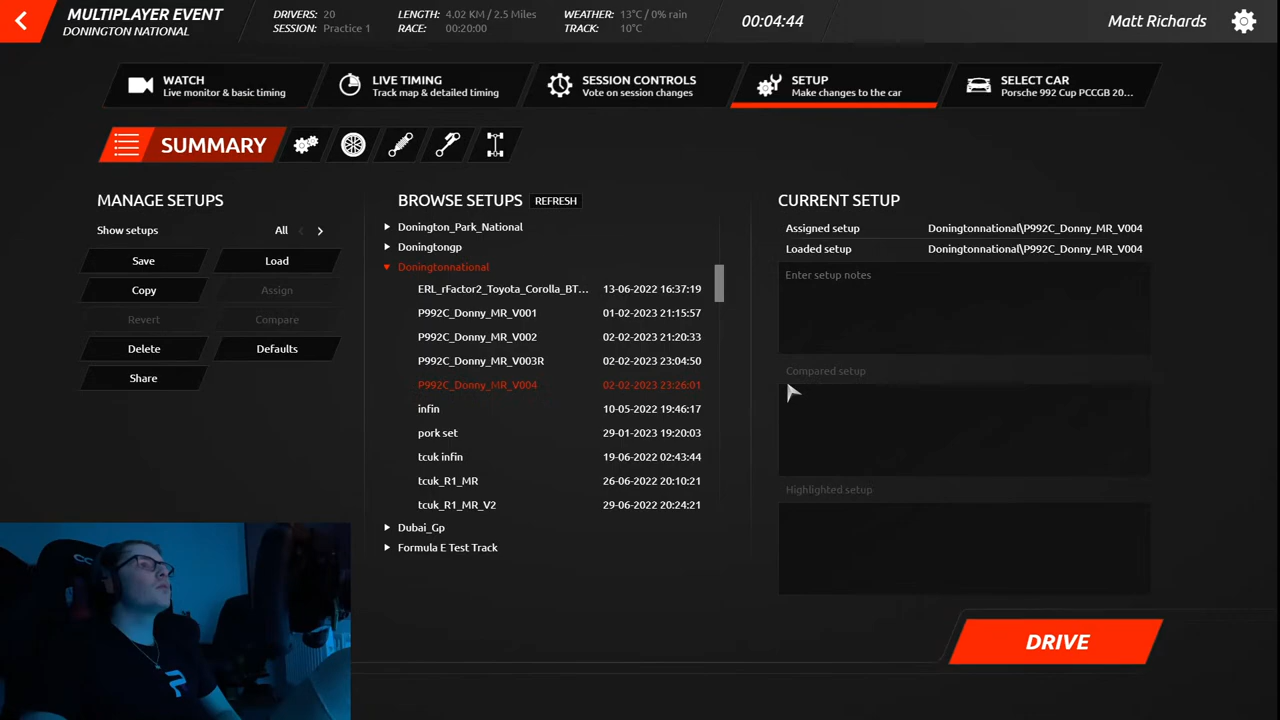 MULTIPLAYER EVENT
DONINGTON NATIONAL
DRIVERS: 20
SESSION: Practice 1
LENGTH: 4.02 KM / 2.5 Miles
RACE: 00:20:00
WEATHER: 13°C / 0% rain
TRACK: 10°C
00:04:44
Matt Richards
WATCH
Live monitor & basic timing
LIVE TIMING
Track map & detailed timing
SESSION CONTROLS
Vote on session changes
SETUP
Make changes to the car
SELECT CAR
Porsche 992 Cup PCCGB 20...
SUMMARY
MANAGE SETUPS
Show setups All
Save Load
Copy Assign
Revert Compare
Delete Defaults
Share
BROWSE SETUPS REFRESH
Donington_Park_National
Doningtongp
Doningtonnational
ERL_rFactor2_Toyota_Corolla_BT... 13-06-2022 16:37:19
P992C_Donny_MR_V001 01-02-2023 21:15:57
P992C_Donny_MR_V002 02-02-2023 21:20:33
P992C_Donny_MR_V003R 02-02-2023 23:04:50
P992C_Donny_MR_V004 02-02-2023 23:26:01
infin 10-05-2022 19:46:17
pork set 29-01-2023 19:20:03
tcuk infin 19-06-2022 02:43:44
tcuk_R1_MR 26-06-2022 20:10:21
tcuk_R1_MR_V2 29-06-2022 20:24:21
Dubai_Gp
Formula E Test Track
CURRENT SETUP
Assigned setup Doningtonnational\P992C_Donny_MR_V004
Loaded setup Doningtonnational\P992C_Donny_MR_V004
Enter setup notes
Compared setup
Highlighted setup
DRIVE